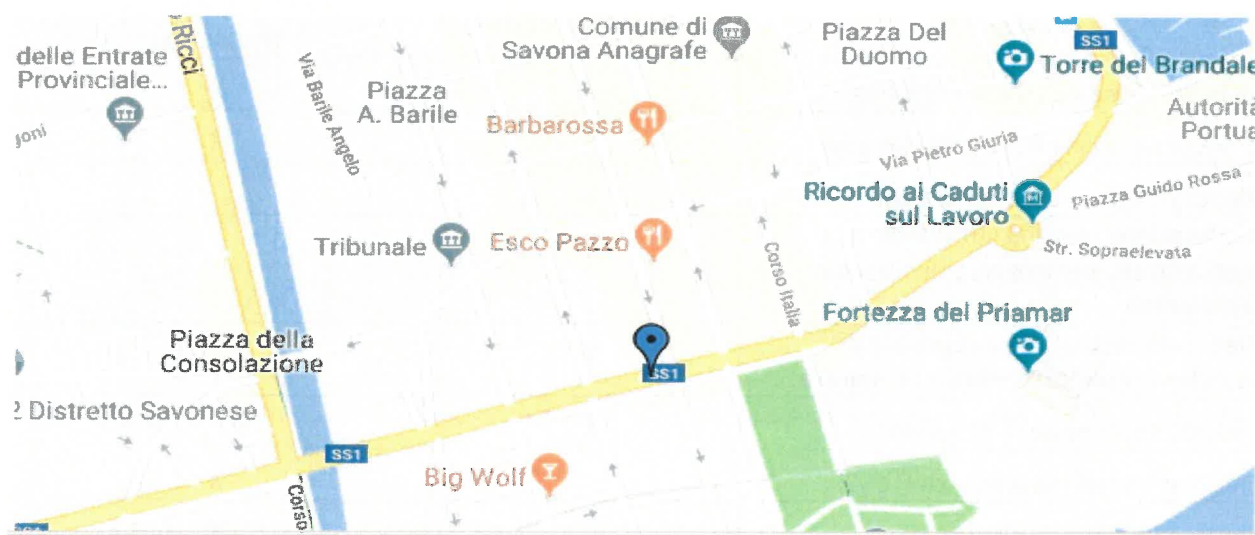 Ricci
delle Entrate
Provinciale...
Via Barile Angelo
Piazza
A. Barile
Comune di
Savona Anagrafe
Barbarossa
Piazza Del
Duomo
SS1
Torre del Brandale
Autorità
Portua
Via Pietro Giuria
Ricordo ai Caduti
sul Lavoro
Piazza Guido Rossa
Str. Sopraelevata
Tribunale
Esco Pazzo
Corso Italia
Fortezza del Priamar
Piazza della
Consolazione
SS1
2 Distretto Savonese
SS1
Big Wolf
Corso